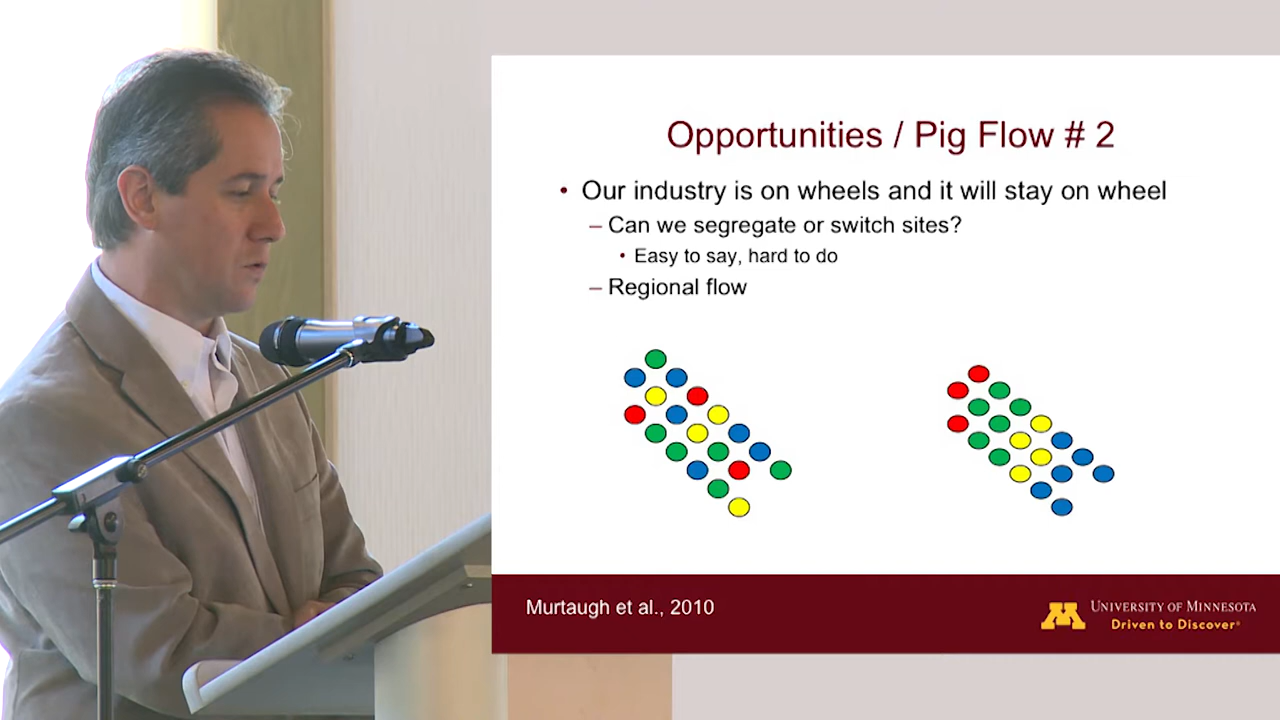 Opportunities / Pig Flow # 2
• Our industry is on wheels and it will stay on wheel
– Can we segregate or switch sites?
• Easy to say, hard to do
– Regional flow
Murtaugh et al., 2010
M
UNIVERSITY OF MINNESOTA
Driven to Discover®